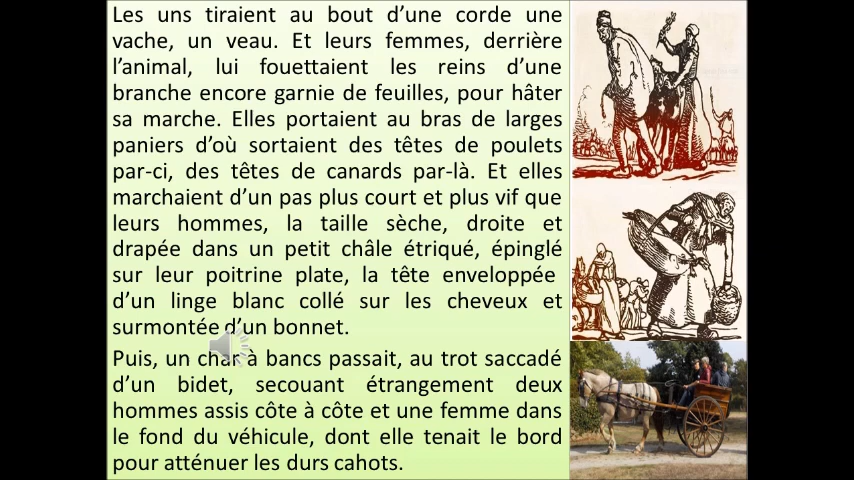 Les uns tiraient au bout d’une corde une
vache, un veau. Et leurs femmes, derrière
l’animal, lui fouettaient les reins d’une
branche encore garnie de feuilles, pour hâter
sa marche. Elles portaient au bras de larges
paniers d’où sortaient des têtes de poulets
par-ci, des têtes de canards par-là. Et elles
marchaient d’un pas plus court et plus vif que
leurs hommes, la taille sèche, droite et
drapée dans un petit châle étriqué, épinglé
sur leur poitrine plate, la tête enveloppée
d’un linge blanc collé sur les cheveux et
surmontée d’un bonnet.
Puis, un char à bancs passait, au trot saccadé
d’un bidet, secouant étrangement deux
hommes assis côte à côte et une femme dans
le fond du véhicule, dont elle tenait le bord
pour atténuer les durs cahots.